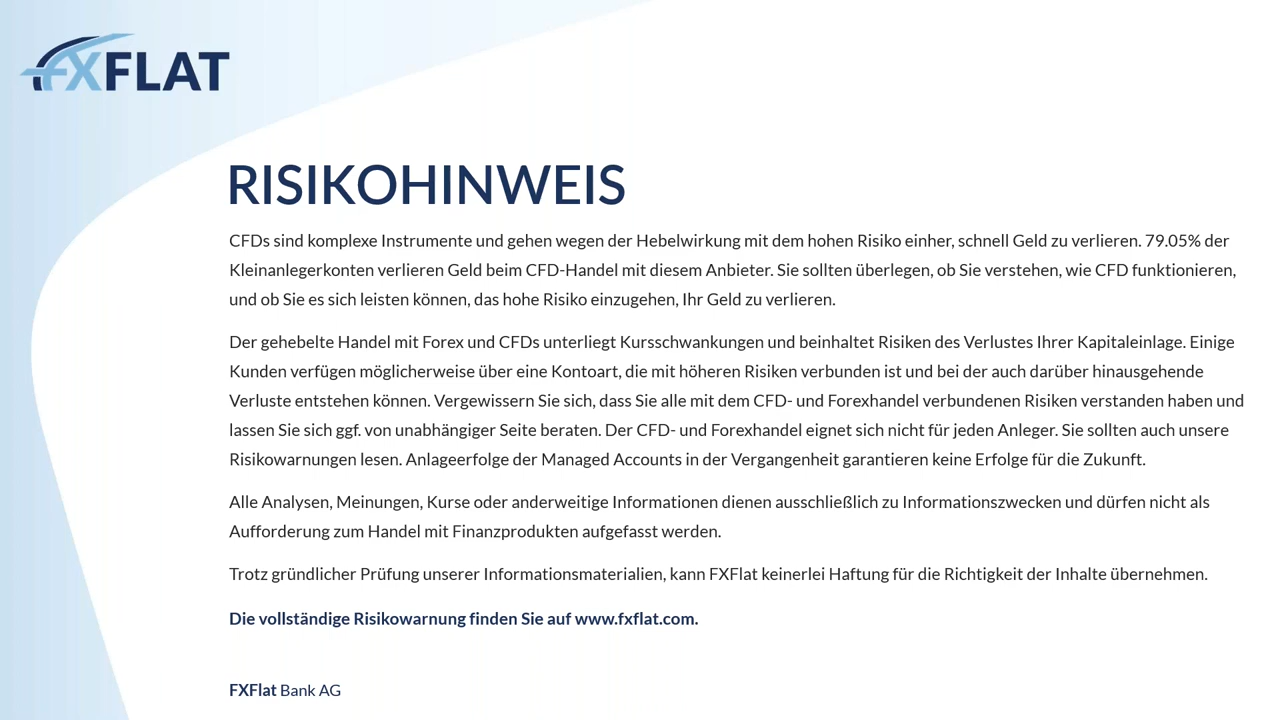 FXFLAT
RISIKOHINWEIS
CFDs sind komplexe Instrumente und gehen wegen der Hebelwirkung mit dem hohen Risiko einher, schnell Geld zu verlieren. 79.05% der
Kleinanlegerkonten verlieren Geld beim CFD-Handel mit diesem Anbieter. Sie sollten überlegen, ob Sie verstehen, wie CFD funktionieren,
und ob Sie es sich leisten können, das hohe Risiko einzugehen, Ihr Geld zu verlieren.
Der gehebelte Handel mit Forex und CFDs unterliegt Kursschwankungen und beinhaltet Risiken des Verlustes Ihrer Kapitaleinlage. Einige
Kunden verfügen möglicherweise über eine Kontoart, die mit höheren Risiken verbunden ist und bei der auch darüber hinausgehende
Verluste entstehen können. Vergewissern Sie sich, dass Sie alle mit dem CFD- und Forexhandel verbundenen Risiken verstanden haben und
lassen Sie sich ggf. von unabhängiger Seite beraten. Der CFD- und Forexhandel eignet sich nicht für jeden Anleger. Sie sollten auch unsere
Risikowarnungen lesen. Anlageerfolge der Managed Accounts in der Vergangenheit garantieren keine Erfolge für die Zukunft.
Alle Analysen, Meinungen, Kurse oder anderweitige Informationen dienen ausschließlich zu Informationszwecken und dürfen nicht als
Aufforderung zum Handel mit Finanzprodukten aufgefasst werden.
Trotz gründlicher Prüfung unserer Informationsmaterialien, kann FXFlat keinerlei Haftung für die Richtigkeit der Inhalte übernehmen.
Die vollständige Risikowarnung finden Sie auf www.fxflat.com.
FXFlat Bank AG